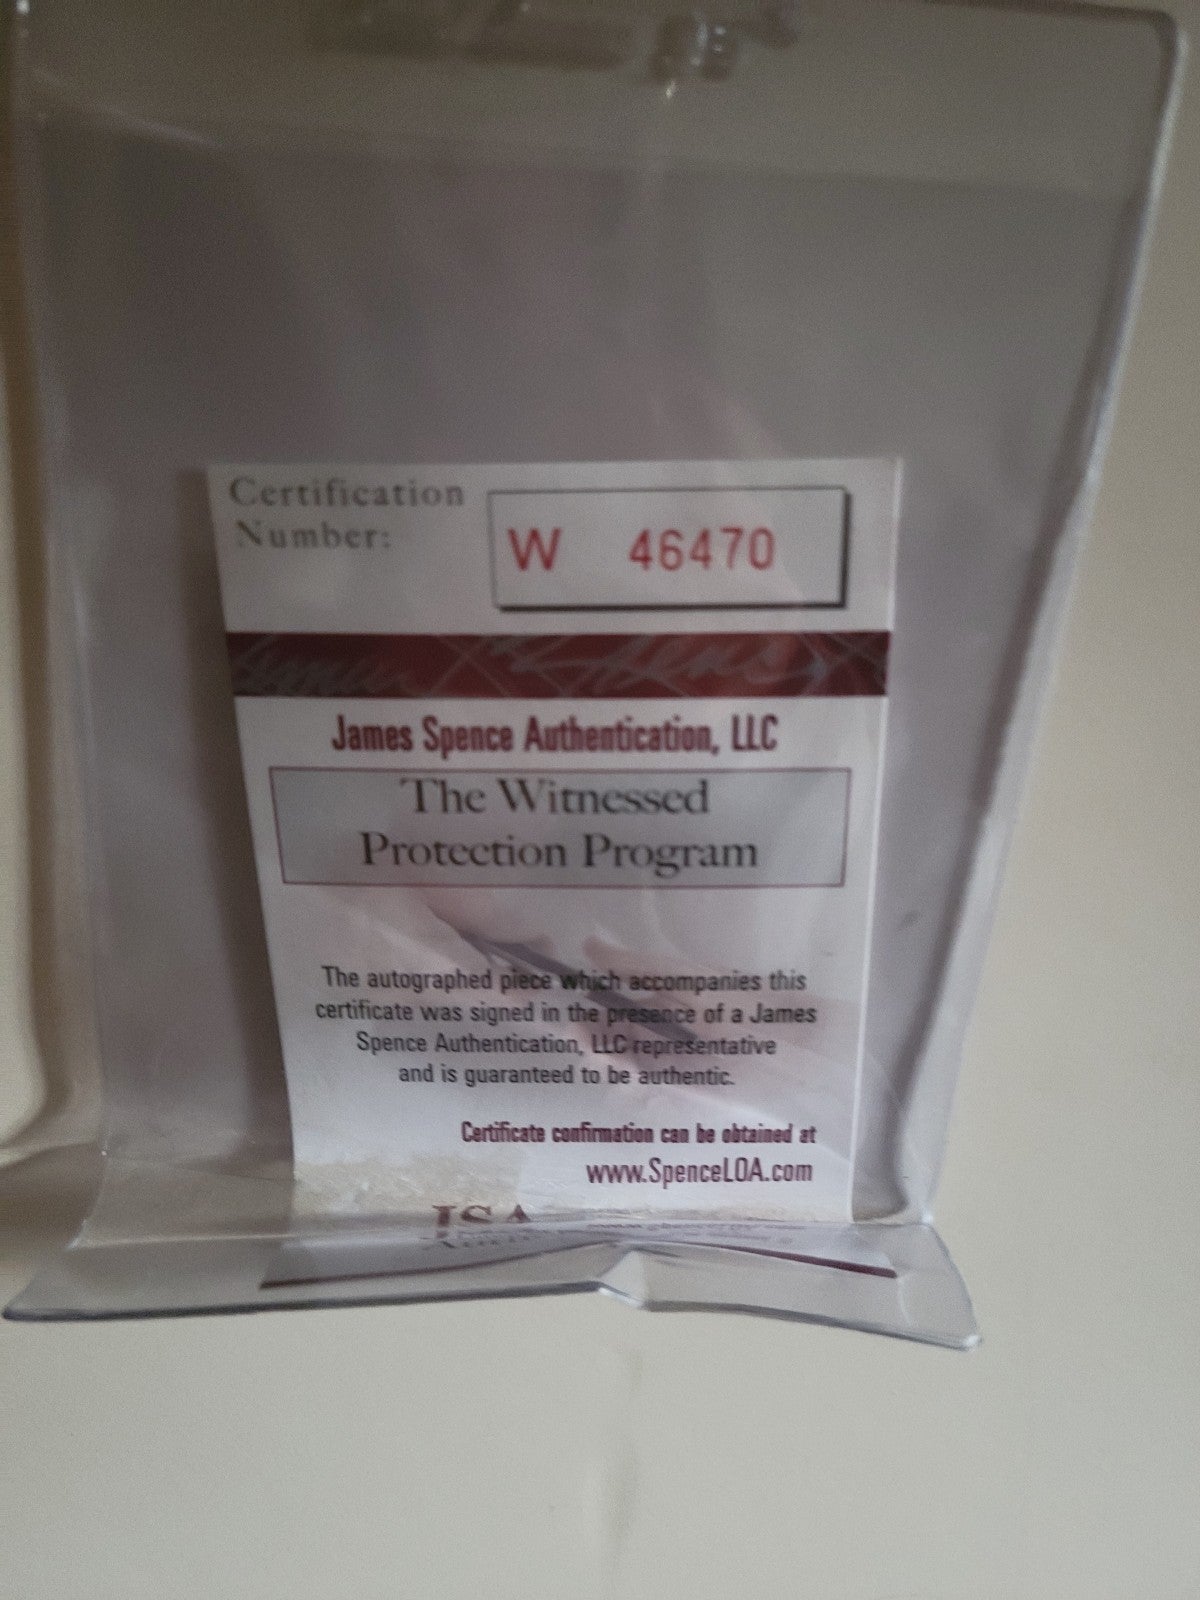 Certification
Number:
W 46470
James Spence Authentication, LLC
The Witnessed
Protection Program
The autographed piece which accompanies this
certificate was signed in the presence of a James
Spence Authentication, LLC representative
and is guaranteed to be authentic.
Certificate confirmation can be obtained at
www.SpenceLOA.com
JSA